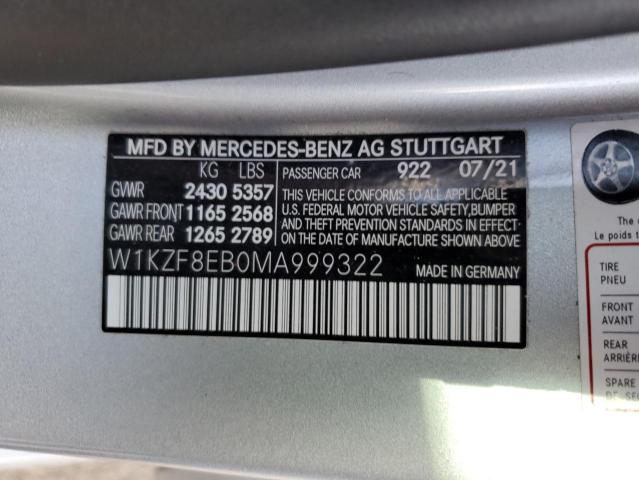 MFD BY MERCEDES-BENZ AG STUTTGART
KG LBS
PASSENGER CAR 922 07/21
GVWR 2430 5357
GAWR FRONT 1165 2568
GAWR REAR 1265 2789
THIS VEHICLE CONFORMS TO ALL APPLICABLE
U.S. FEDERAL MOTOR VEHICLE SAFETY, BUMPER
AND THEFT PREVENTION STANDARDS IN EFFECT
ON THE DATE OF MANUFACTURE SHOWN ABOVE.
W1KZF8EB0MA999322
MADE IN GERMANY
The
TIRE
PNEU
FRONT
AVANT
REAR
ARRIÈRE
SPARE
DE